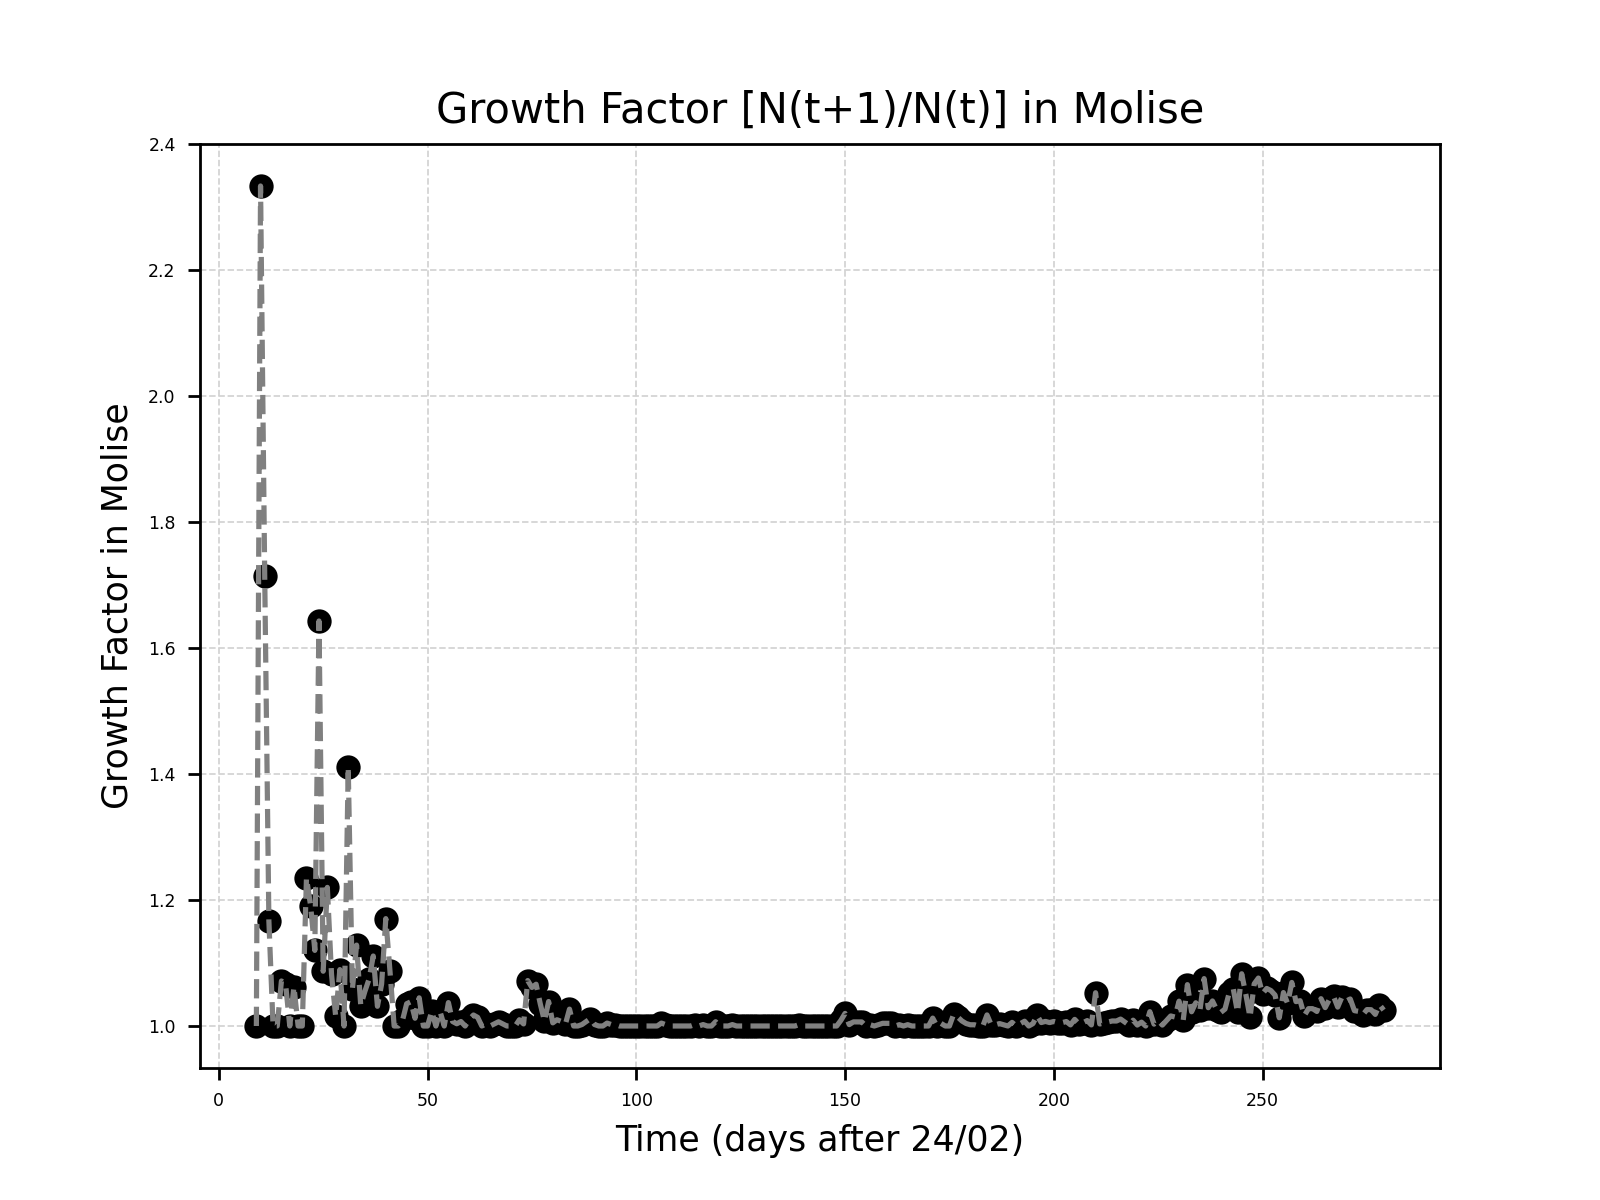 Growth Factor [N(t+1)/N(t)] in Molise
2.4
2.2
2.0
1.8
1.6
1.4
1.2
1.0
Growth Factor in Molise
0 50 100 150 200 250
Time (days after 24/02)